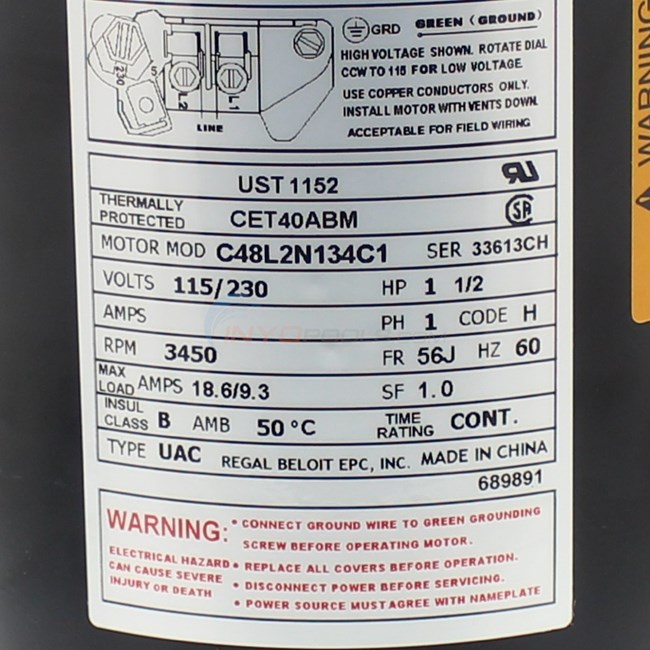 GRD GREEN (GROUND)
HIGH VOLTAGE SHOWN. ROTATE DIAL
CCW TO 115 FOR LOW VOLTAGE.
USE COPPER CONDUCTORS ONLY.
INSTALL MOTOR WITH VENTS DOWN.
ACCEPTABLE FOR FIELD WIRING
230
L2 L1
LINE
UST 1152
THERMALLY
PROTECTED CET40ABM
MOTOR MOD C48L2N134C1 SER 33613CH
VOLTS 115/230 HP 1 1/2
AMPS PH 1 CODE H
RPM 3450 FR 56J HZ 60
MAX
LOAD AMPS 18.6/9.3 SF 1.0
INSUL
CLASS B AMB 50 °C TIME
RATING CONT.
TYPE UAC REGAL BELOIT EPC, INC. MADE IN CHINA
689891
WARNING:
ELECTRICAL HAZARD
CAN CAUSE SEVERE
INJURY OR DEATH
• CONNECT GROUND WIRE TO GREEN GROUNDING
SCREW BEFORE OPERATING MOTOR.
• REPLACE ALL COVERS BEFORE OPERATION.
• DISCONNECT POWER BEFORE SERVICING.
• POWER SOURCE MUST AGREE WITH NAMEPLATE
WARNING
INYOpools.com